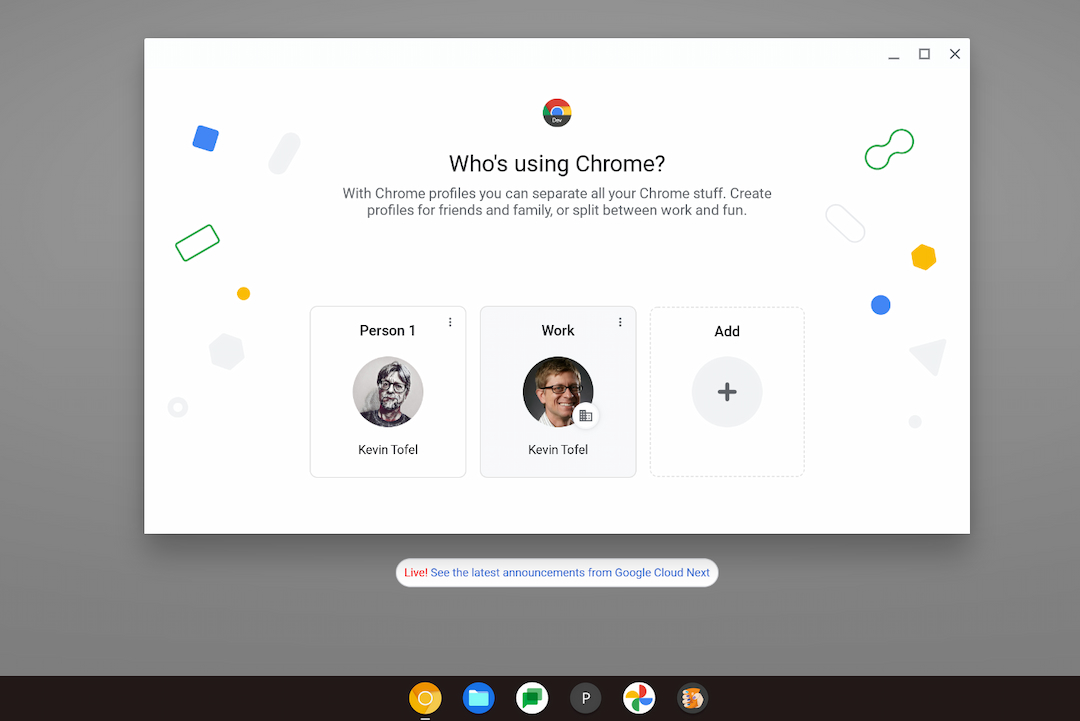 Dev
Who's using Chrome?
With Chrome profiles you can separate all your Chrome stuff. Create
profiles for friends and family, or split between work and fun.
Person 1
Work
Add
Kevin Tofel
Kevin Tofel
Live! See the latest announcements from Google Cloud Next
P